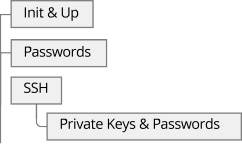 Init & Up
Passwords
SSH
Private Keys & Passwords